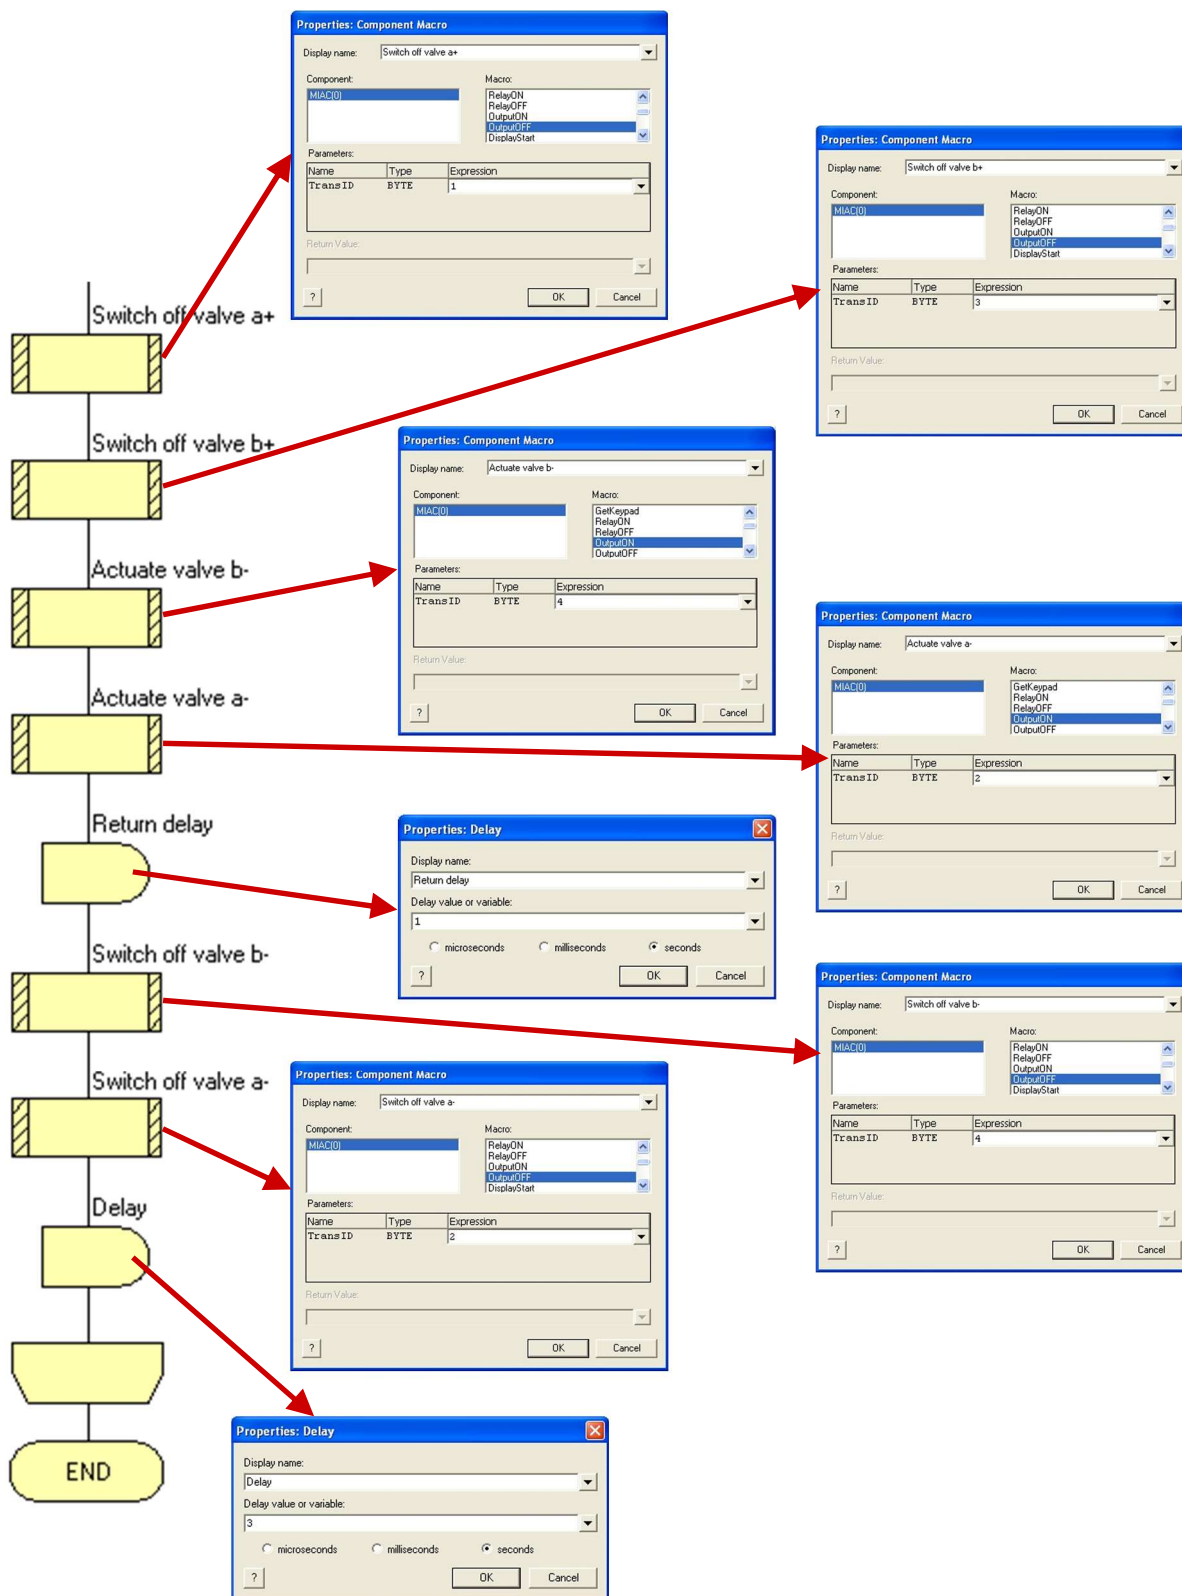 Properties: Component Macro
Display name: Switch off valve a+
Component: Macro:
MIAC(0)
RelayON
RelayOFF
OutputON
OutputOFF
DisplayStart
Parameters:
Name Type Expression
TransID BYTE 1
Return Value:
? OK Cancel
Properties: Component Macro
Display name: Switch off valve b+
Component: Macro:
MIAC(0)
RelayON
RelayOFF
OutputON
OutputOFF
DisplayStart
Parameters:
Name Type Expression
TransID BYTE 3
Return Value:
? OK Cancel
Switch off valve a+
Switch off valve b+
Properties: Component Macro
Display name: Actuate valve b-
Component: Macro:
MIAC(0)
GetKeypad
RelayON
RelayOFF
OutputON
OutputOFF
Parameters:
Name Type Expression
TransID BYTE 4
Return Value:
? OK Cancel
Actuate valve b-
Actuate valve a-
Properties: Component Macro
Display name: Actuate valve a-
Component: Macro:
MIAC(0)
GetKeypad
RelayON
RelayOFF
OutputON
OutputOFF
Parameters:
Name Type Expression
TransID BYTE 2
Return Value:
? OK Cancel
Return delay
Properties: Delay
Display name:
Return delay
Delay value or variable:
1
microseconds milliseconds seconds
? OK Cancel
Switch off valve b-
Properties: Component Macro
Display name: Switch off valve b-
Component: Macro:
MIAC(0)
RelayON
RelayOFF
OutputON
OutputOFF
DisplayStart
Parameters:
Name Type Expression
TransID BYTE 4
Return Value:
? OK Cancel
Switch off valve a-
Properties: Component Macro
Display name: Switch off valve a-
Component: Macro:
MIAC(0)
RelayON
RelayOFF
OutputON
OutputOFF
DisplayStart
Parameters:
Name Type Expression
TransID BYTE 2
Return Value:
? OK Cancel
Delay
END
Properties: Delay
Display name:
Delay
Delay value or variable:
3
microseconds milliseconds seconds
? OK Cancel